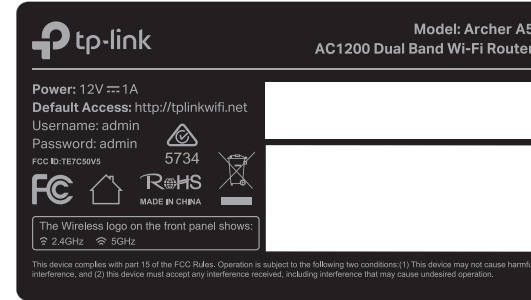 tp-link
Model: Archer A5
AC1200 Dual Band Wi-Fi Router
Power: 12V⎓1A
Default Access: http://tplinkwifi.net
Username: admin
Password: admin
FCC ID:TE7C50V5
5734
FC
RoHS
MADE IN CHINA
The Wireless logo on the front panel shows:
2.4GHz 5GHz
This device complies with part 15 of the FCC Rules. Operation is subject to the following two conditions:(1) This device may not cause harmfu
interference, and (2) this device must accept any interference received, including interference that may cause undesired operation.